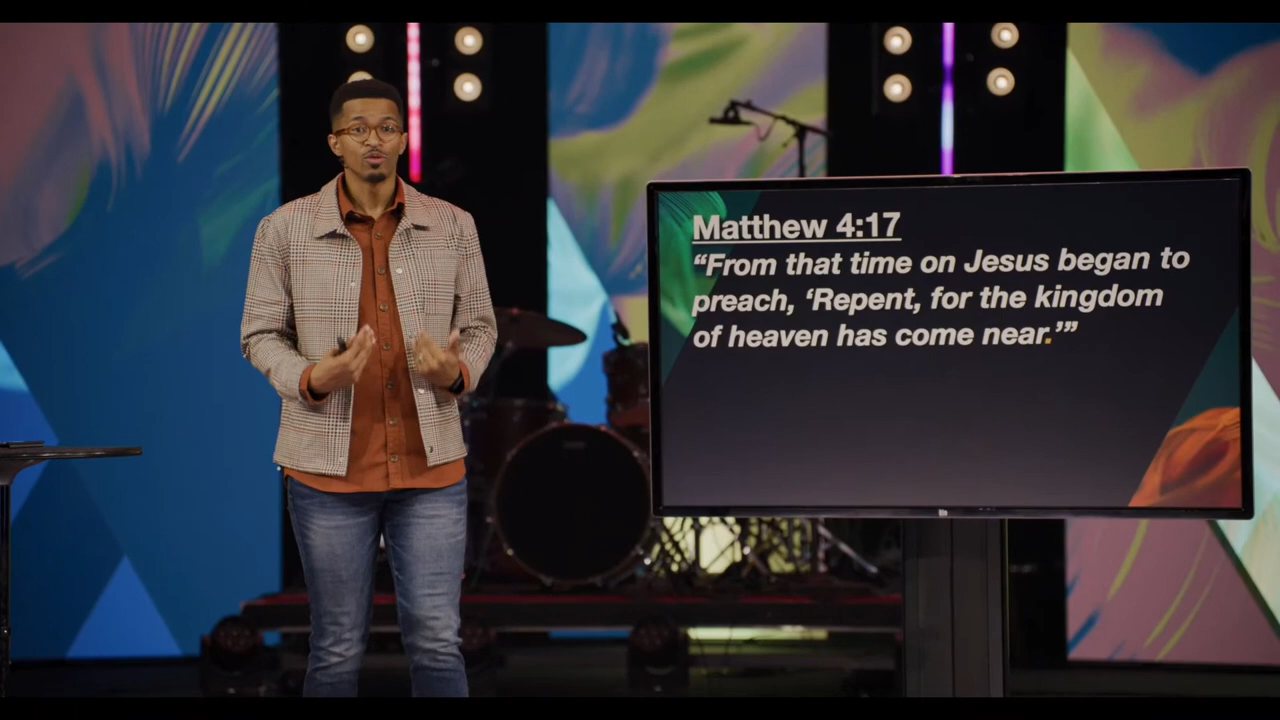 Matthew 4:17
“From that time on Jesus began to
preach, ‘Repent, for the kingdom
of heaven has come near.’”